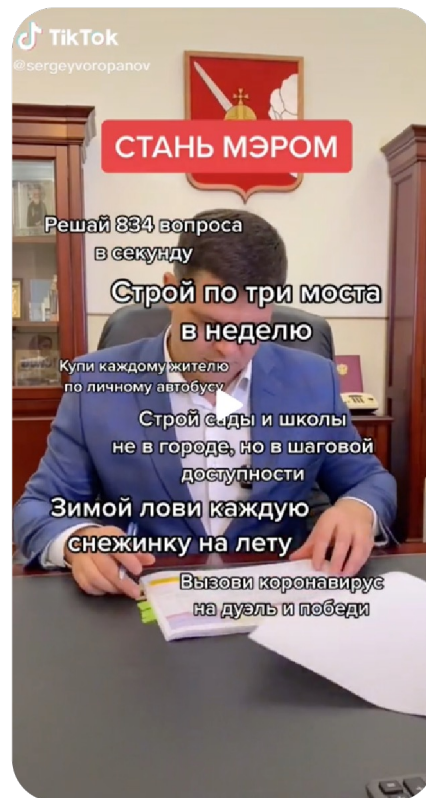 TikTok
@sergeyvoropanov
СТАНЬ МЭРОМ
Решай 834 вопроса
в секунду
Строй по три моста
в неделю
Купи каждому жителю
по личному автобусу
Строй сады и школы
не в городе, но в шаговой
доступности
Зимой лови каждую
снежинку на лету
Вызови коронавирус
на дуэль и победи